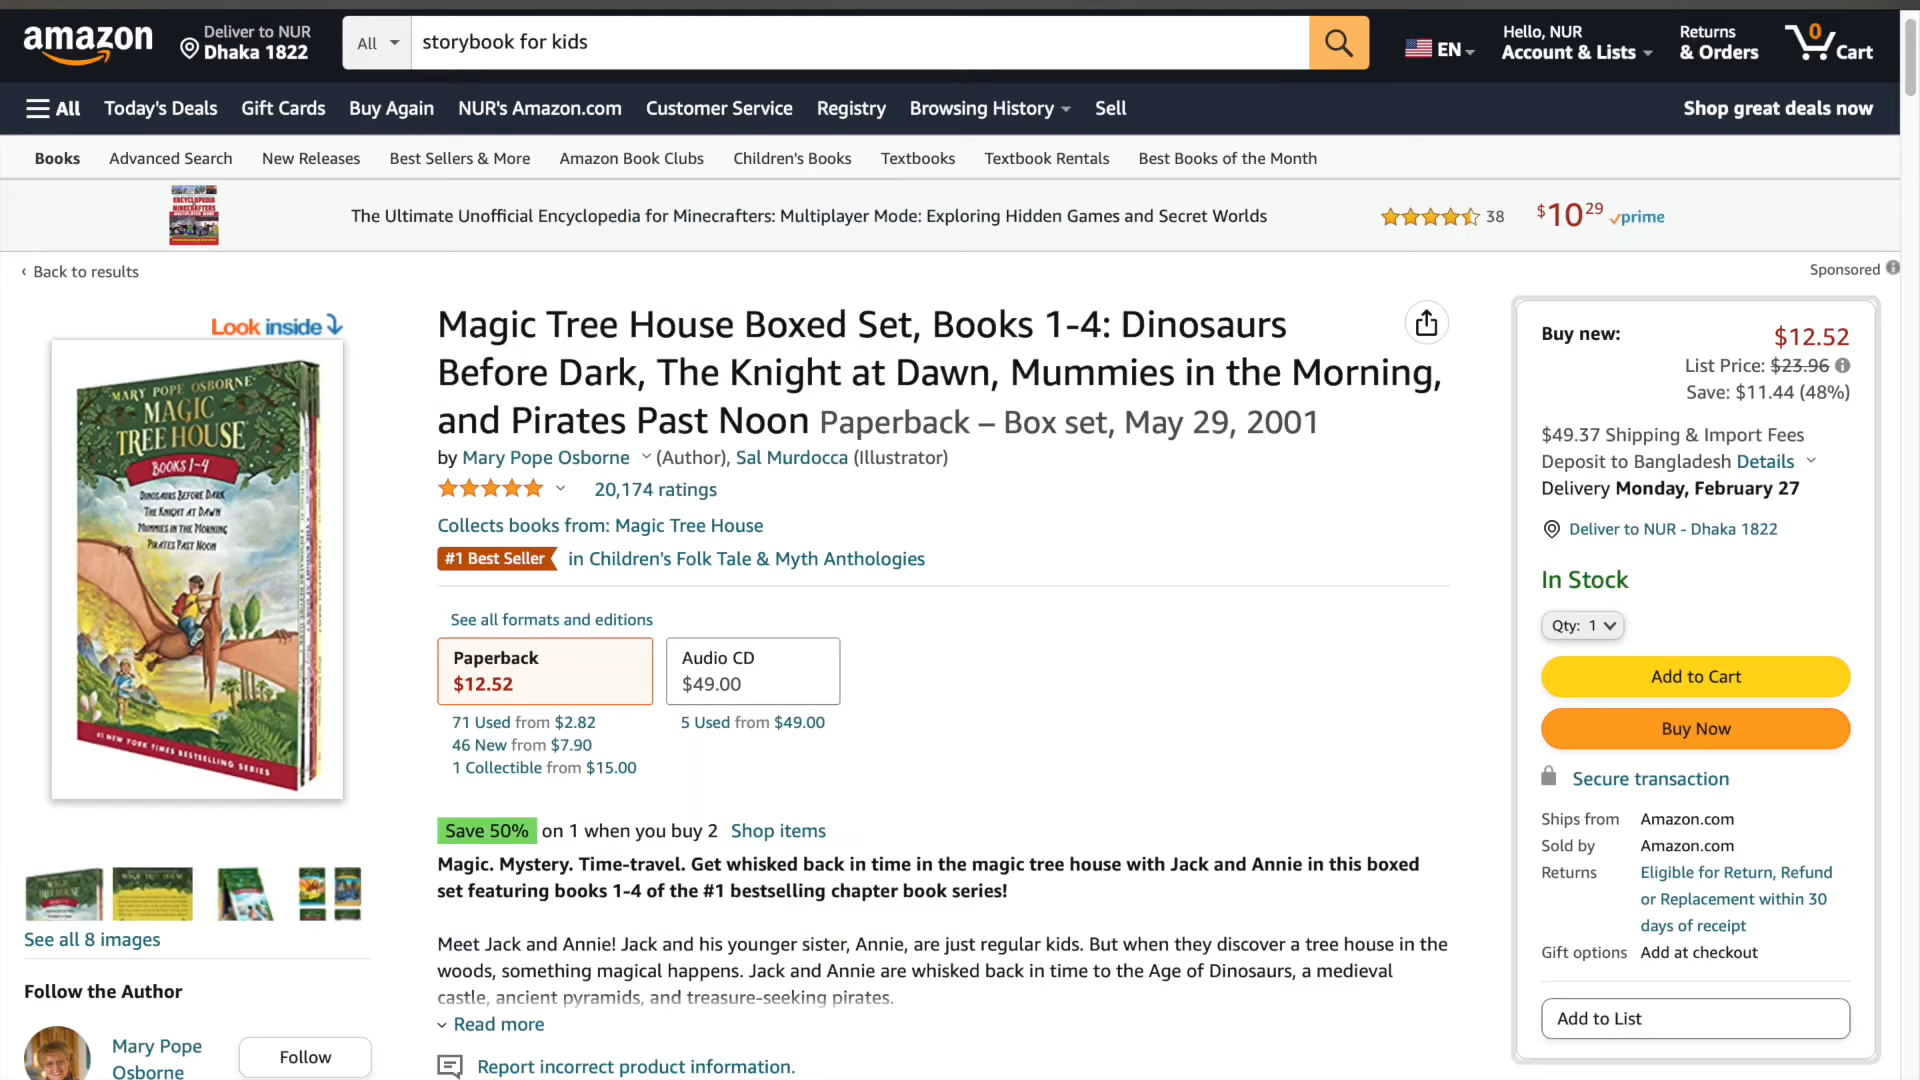 amazon
Deliver to NUR
Dhaka 1822
All
storybook for kids
EN
Hello, NUR
Account & Lists
Returns
& Orders
0
Cart
All
Today's Deals
Gift Cards
Buy Again
NUR's Amazon.com
Customer Service
Registry
Browsing History
Sell
Shop great deals now
Books
Advanced Search
New Releases
Best Sellers & More
Amazon Book Clubs
Children's Books
Textbooks
Textbook Rentals
Best Books of the Month
ENCYCLOPEDIA
MINECRAFTERS
The Ultimate Unofficial Encyclopedia for Minecrafters: Multiplayer Mode: Exploring Hidden Games and Secret Worlds
38
$10 29
prime
‹ Back to results
Sponsored
Look inside
MARY POPE OSBORNE
MAGIC
TREE HOUSE
BOOKS 1–4
DINOSAURS BEFORE DARK
THE KNIGHT AT DAWN
MUMMIES IN THE MORNING
PIRATES PAST NOON
#1 NEW YORK TIMES BESTSELLING SERIES
See all 8 images
Follow the Author
Mary Pope
Osborne
Follow
Magic Tree House Boxed Set, Books 1-4: Dinosaurs
Before Dark, The Knight at Dawn, Mummies in the Morning,
and Pirates Past Noon Paperback – Box set, May 29, 2001
by Mary Pope Osborne (Author), Sal Murdocca (Illustrator)
20,174 ratings
Collects books from: Magic Tree House
#1 Best Seller in Children's Folk Tale & Myth Anthologies
See all formats and editions
Paperback
$12.52
71 Used from $2.82
46 New from $7.90
1 Collectible from $15.00
Audio CD
$49.00
5 Used from $49.00
Save 50% on 1 when you buy 2 Shop items
Magic. Mystery. Time-travel. Get whisked back in time in the magic tree house with Jack and Annie in this boxed
set featuring books 1-4 of the #1 bestselling chapter book series!
Meet Jack and Annie! Jack and his younger sister, Annie, are just regular kids. But when they discover a tree house in the
woods, something magical happens. Jack and Annie are whisked back in time to the Age of Dinosaurs, a medieval
castle, ancient pyramids, and treasure-seeking pirates.
Read more
Report incorrect product information.
Buy new:
$12.52
List Price: $23.96
Save: $11.44 (48%)
$49.37 Shipping & Import Fees
Deposit to Bangladesh Details
Delivery Monday, February 27
Deliver to NUR - Dhaka 1822
In Stock
Qty: 1
Add to Cart
Buy Now
Secure transaction
Ships from Amazon.com
Sold by Amazon.com
Returns Eligible for Return, Refund
or Replacement within 30
days of receipt
Gift options Add at checkout
Add to List